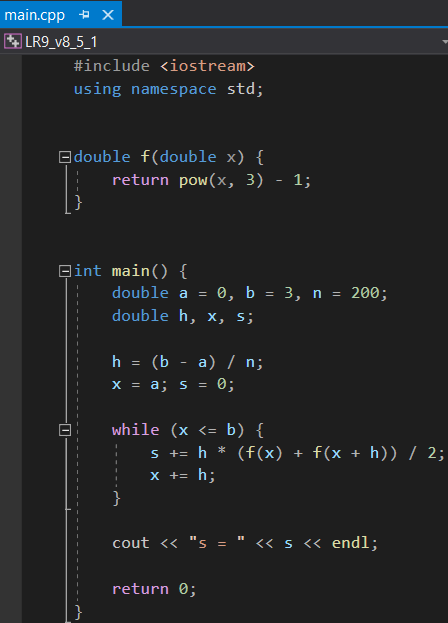 main.cpp
LR9_v8_5_1
#include <iostream>
using namespace std;
double f(double x) {
return pow(x, 3) - 1;
}
int main() {
double a = 0, b = 3, n = 200;
double h, x, s;
h = (b - a) / n;
x = a; s = 0;
while (x <= b) {
s += h * (f(x) + f(x + h)) / 2;
x += h;
}
cout << "s = " << s << endl;
return 0;
}